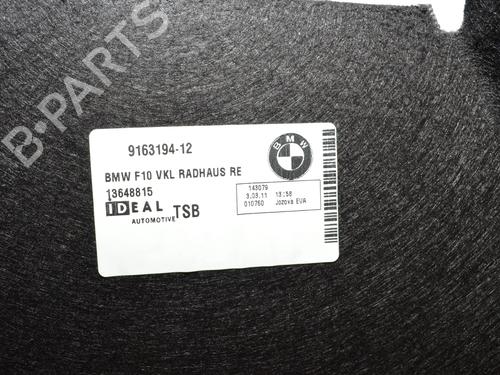 B-PARTS
9163194-12
BMW
BMW F10 VKL RADHAUS RE
13648815
IDEAL TSB
AUTOMOTIVE
143079
3.03.11 13:58
010760 Jozova EVA